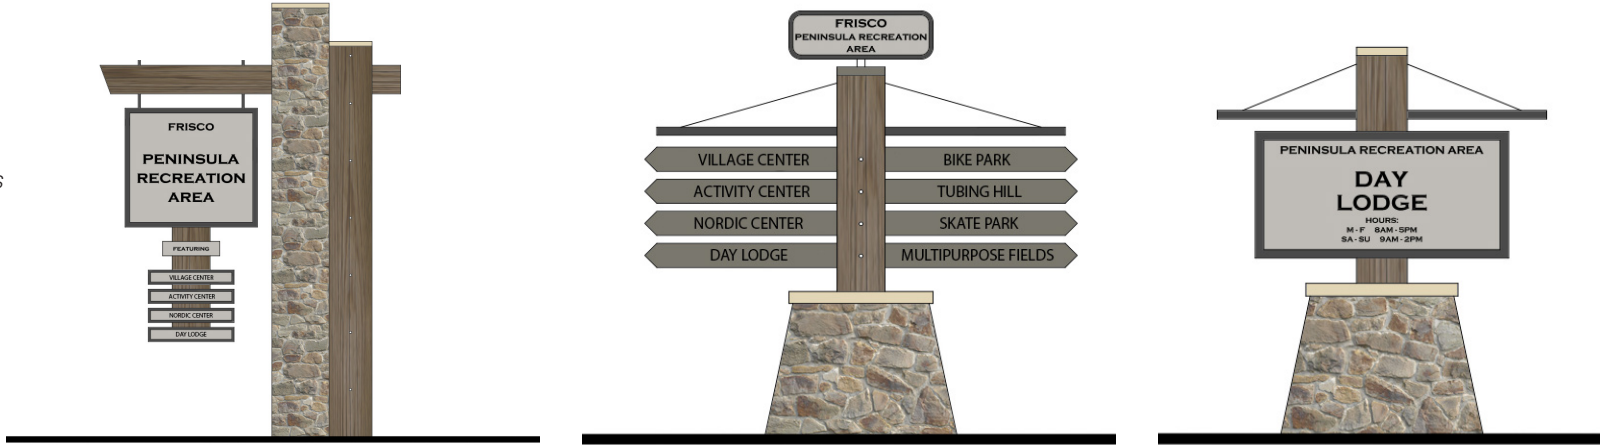 s
FRISCO
PENINSULA
RECREATION
AREA
FEATURING
VILLAGE CENTER
ACTIVITY CENTER
NORDIC CENTER
DAY LODGE
FRISCO
PENINSULA RECREATION
AREA
VILLAGE CENTER
ACTIVITY CENTER
NORDIC CENTER
DAY LODGE
BIKE PARK
TUBING HILL
SKATE PARK
MULTIPURPOSE FIELDS
PENINSULA RECREATION AREA
DAY
LODGE
HOURS:
M - F 8AM - 5PM
SA - SU 9AM - 2PM